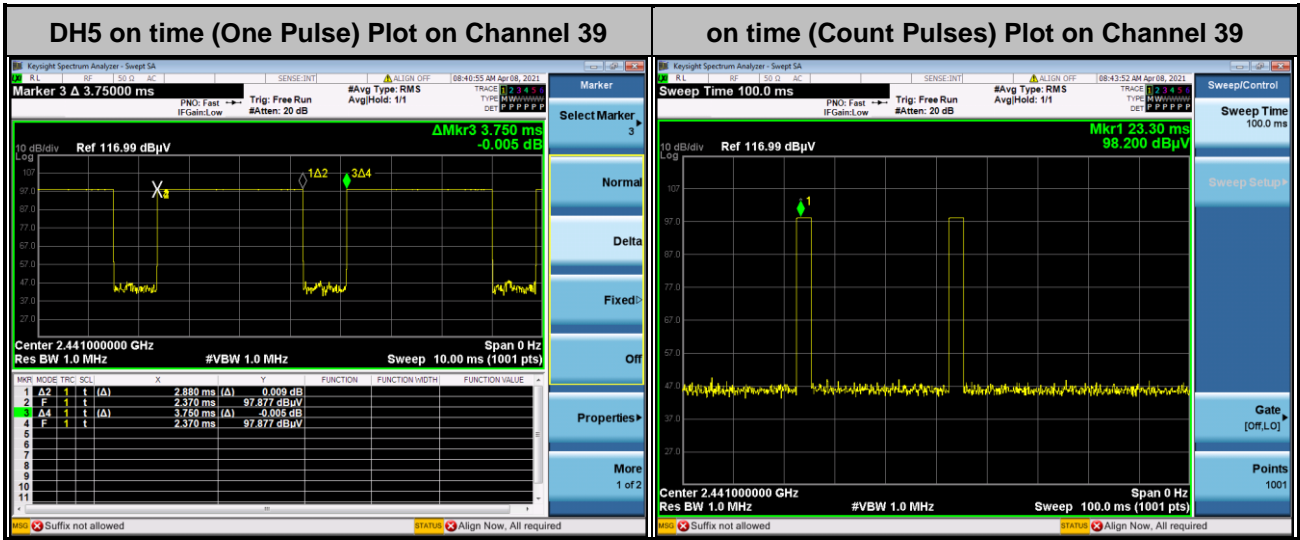 DH5 on time (One Pulse) Plot on Channel 39
Keysight Spectrum Analyzer - Swept SA
RL RF 50 Ω AC SENSE:INT ALIGN OFF 08:40:55 AM Apr 08, 2021
Marker 3 Δ 3.75000 ms
PNO: Fast
IFGain:Low
Trig: Free Run
#Atten: 20 dB
#Avg Type: RMS
Avg|Hold: 1/1
TRACE 1 2 3 4 5 6
TYPE MWWWWW
DET P P P P P P
ΔMkr3 3.750 ms
-0.005 dB
10 dB/div Ref 116.99 dBµV
Log
107
97.0
87.0
77.0
67.0
57.0
47.0
37.0
27.0
1Δ2
3Δ4
Center 2.441000000 GHz Span 0 Hz
Res BW 1.0 MHz #VBW 1.0 MHz Sweep 10.00 ms (1001 pts)
MKR MODE TRC SCL X Y FUNCTION FUNCTION WIDTH FUNCTION VALUE
1 Δ2 1 t (Δ) 2.880 ms (Δ) 0.009 dB
2 F 1 t 2.370 ms 97.877 dBµV
3 Δ4 1 t (Δ) 3.750 ms (Δ) -0.005 dB
4 F 1 t 2.370 ms 97.877 dBµV
5
6
7
8
9
10
11
MSG Suffix not allowed STATUS Align Now, All required
Marker
Select Marker
3
Normal
Delta
Fixed
Off
Properties
More
1 of 2
on time (Count Pulses) Plot on Channel 39
Keysight Spectrum Analyzer - Swept SA
RL RF 50 Ω AC SENSE:INT ALIGN OFF 08:43:52 AM Apr 08, 2021
Sweep Time 100.0 ms
PNO: Fast
IFGain:Low
Trig: Free Run
#Atten: 20 dB
#Avg Type: RMS
Avg|Hold: 1/1
TRACE 1 2 3 4 5 6
TYPE MWWWWW
DET P P P P P P
Mkr1 23.30 ms
98.200 dBµV
10 dB/div Ref 116.99 dBµV
Log
107
97.0
87.0
77.0
67.0
57.0
47.0
37.0
27.0
1
Center 2.441000000 GHz Span 0 Hz
Res BW 1.0 MHz #VBW 1.0 MHz Sweep 100.0 ms (1001 pts)
MSG Suffix not allowed STATUS Align Now, All required
Sweep/Control
Sweep Time
100.0 ms
Sweep Setup
Gate
[Off,LO]
Points
1001